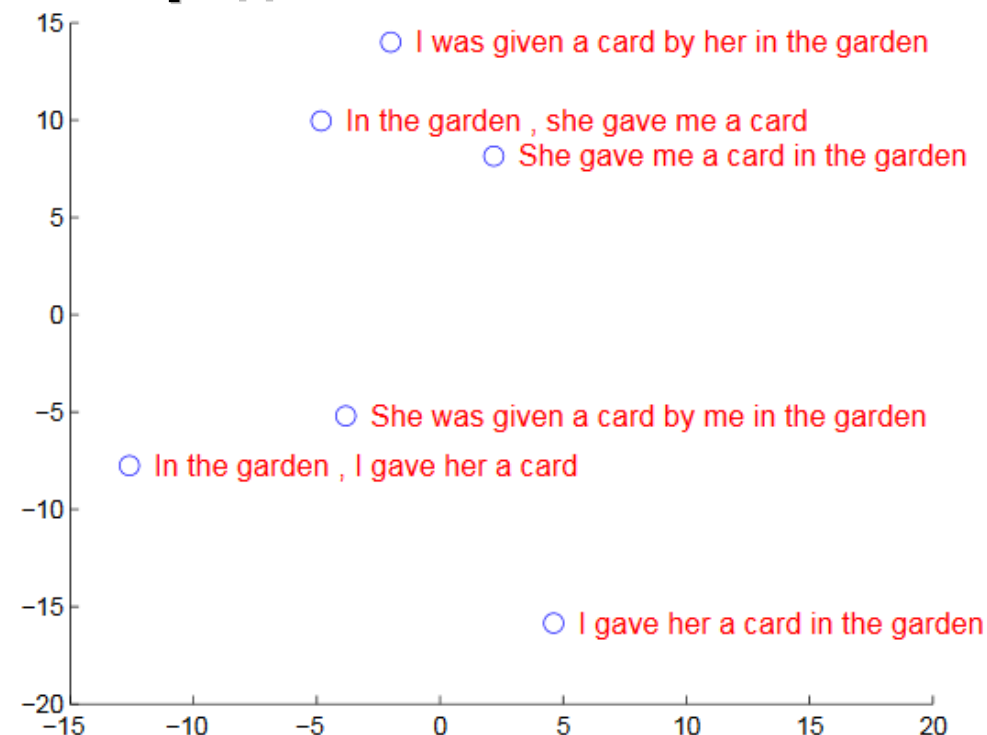 15
I was given a card by her in the garden
10
In the garden , she gave me a card
She gave me a card in the garden
5
0
−5
She was given a card by me in the garden
In the garden , I gave her a card
−10
−15
I gave her a card in the garden
−20
−15 −10 −5 0 5 10 15 20